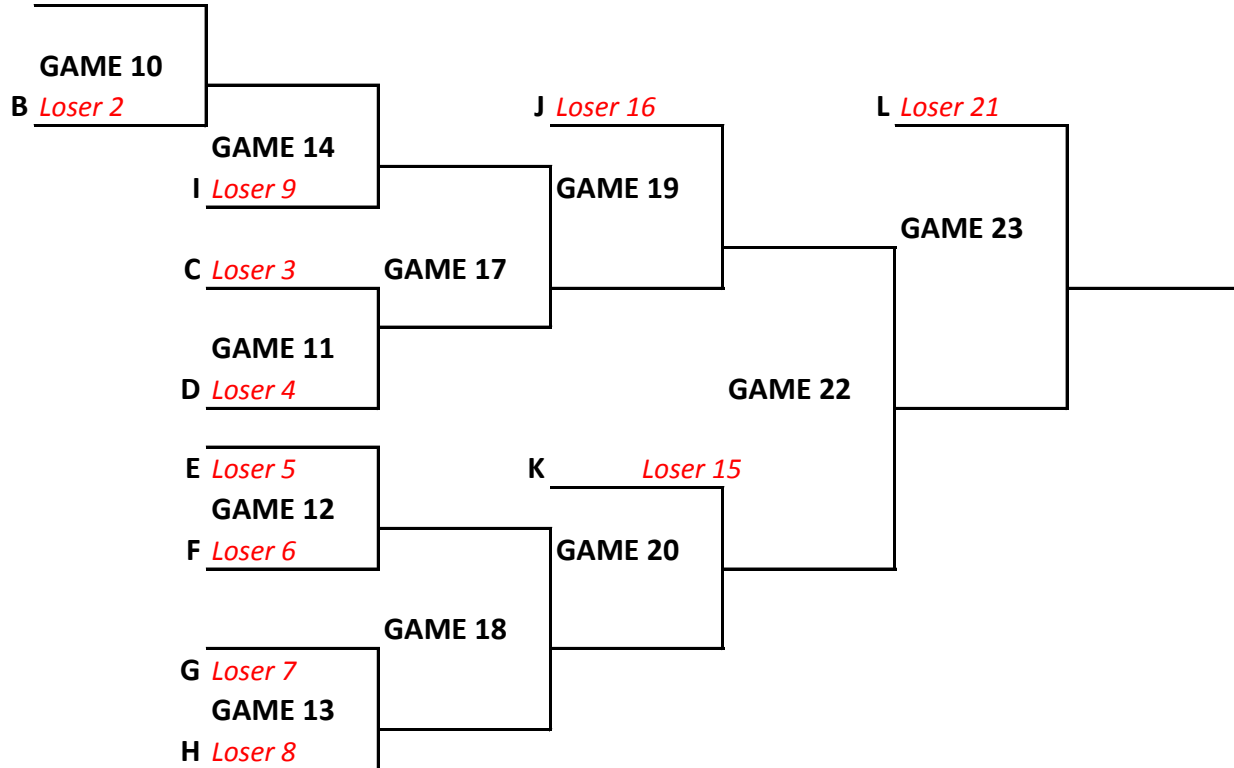 GAME 10
B Loser 2
J Loser 16
L Loser 21
GAME 14
I Loser 9
GAME 19
GAME 23
C Loser 3
GAME 17
GAME 11
D Loser 4
GAME 22
E Loser 5
K Loser 15
GAME 12
F Loser 6
GAME 20
GAME 18
G Loser 7
GAME 13
H Loser 8